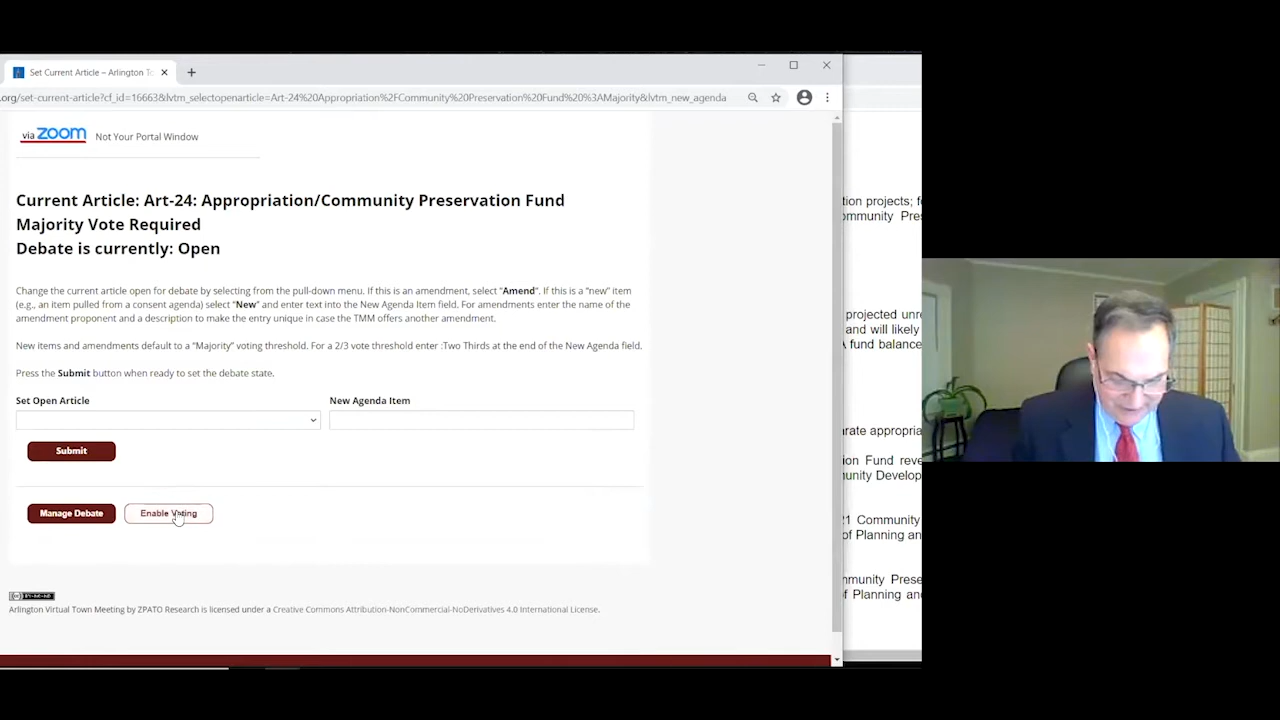 Set Current Article – Arlington To
.org/set-current-article?cf_id=16663&lvtm_selectopenarticle=Art-24%20Appropriation%2FCommunity%20Preservation%20Fund%20%3AMajority&lvtm_new_agenda
via zoom Not Your Portal Window
Current Article: Art-24: Appropriation/Community Preservation Fund
Majority Vote Required
Debate is currently: Open
Change the current article open for debate by selecting from the pull-down menu. If this is an amendment, select "Amend". If this is a "new" item
(e.g., an item pulled from a consent agenda) select "New" and enter text into the New Agenda Item field. For amendments enter the name of the
amendment proponent and a description to make the entry unique in case the TMM offers another amendment.
New items and amendments default to a "Majority" voting threshold. For a 2/3 vote threshold enter :Two Thirds at the end of the New Agenda field.
Press the Submit button when ready to set the debate state.
Set Open Article New Agenda Item
Submit
Manage Debate Enable Voting
Arlington Virtual Town Meeting by ZPATO Research is licensed under a Creative Commons Attribution-NonCommercial-NoDerivatives 4.0 International License.
tion projects; f
ommunity Pres
projected unre
and will likely
A fund balance
arate appropria
ion Fund reve
unity Develop
21 Community
of Planning an
mmunity Prese
of Planning an